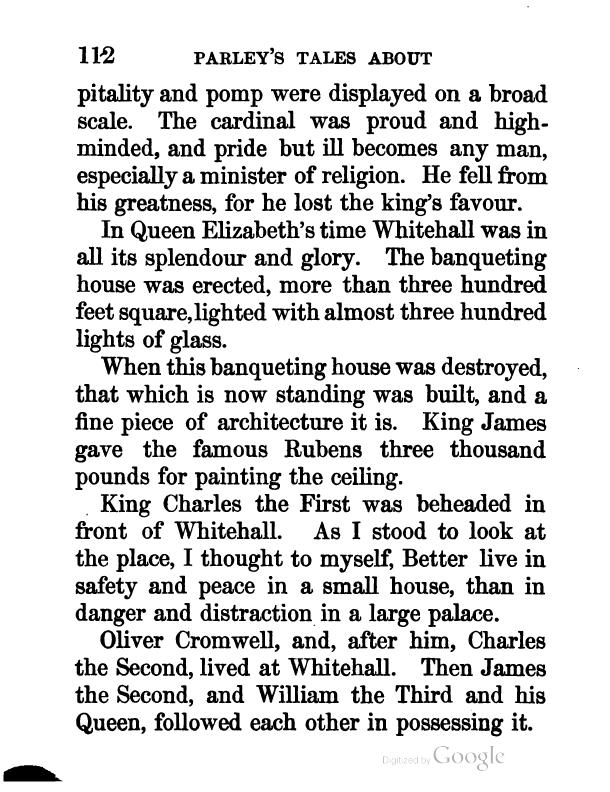 112 PARLEY'S TALES ABOUT
pitality and pomp were displayed on a broad
scale. The cardinal was proud and high-
minded, and pride but ill becomes any man,
especially a minister of religion. He fell from
his greatness, for he lost the king's favour.
In Queen Elizabeth's time Whitehall was in
all its splendour and glory. The banqueting
house was erected, more than three hundred
feet square, lighted with almost three hundred
lights of glass.
When this banqueting house was destroyed,
that which is now standing was built, and a
fine piece of architecture it is. King James
gave the famous Rubens three thousand
pounds for painting the ceiling.
King Charles the First was beheaded in
front of Whitehall. As I stood to look at
the place, I thought to myself, Better live in
safety and peace in a small house, than in
danger and distraction in a large palace.
Oliver Cromwell, and, after him, Charles
the Second, lived at Whitehall. Then James
the Second, and William the Third and his
Queen, followed each other in possessing it.
Digitized by Google